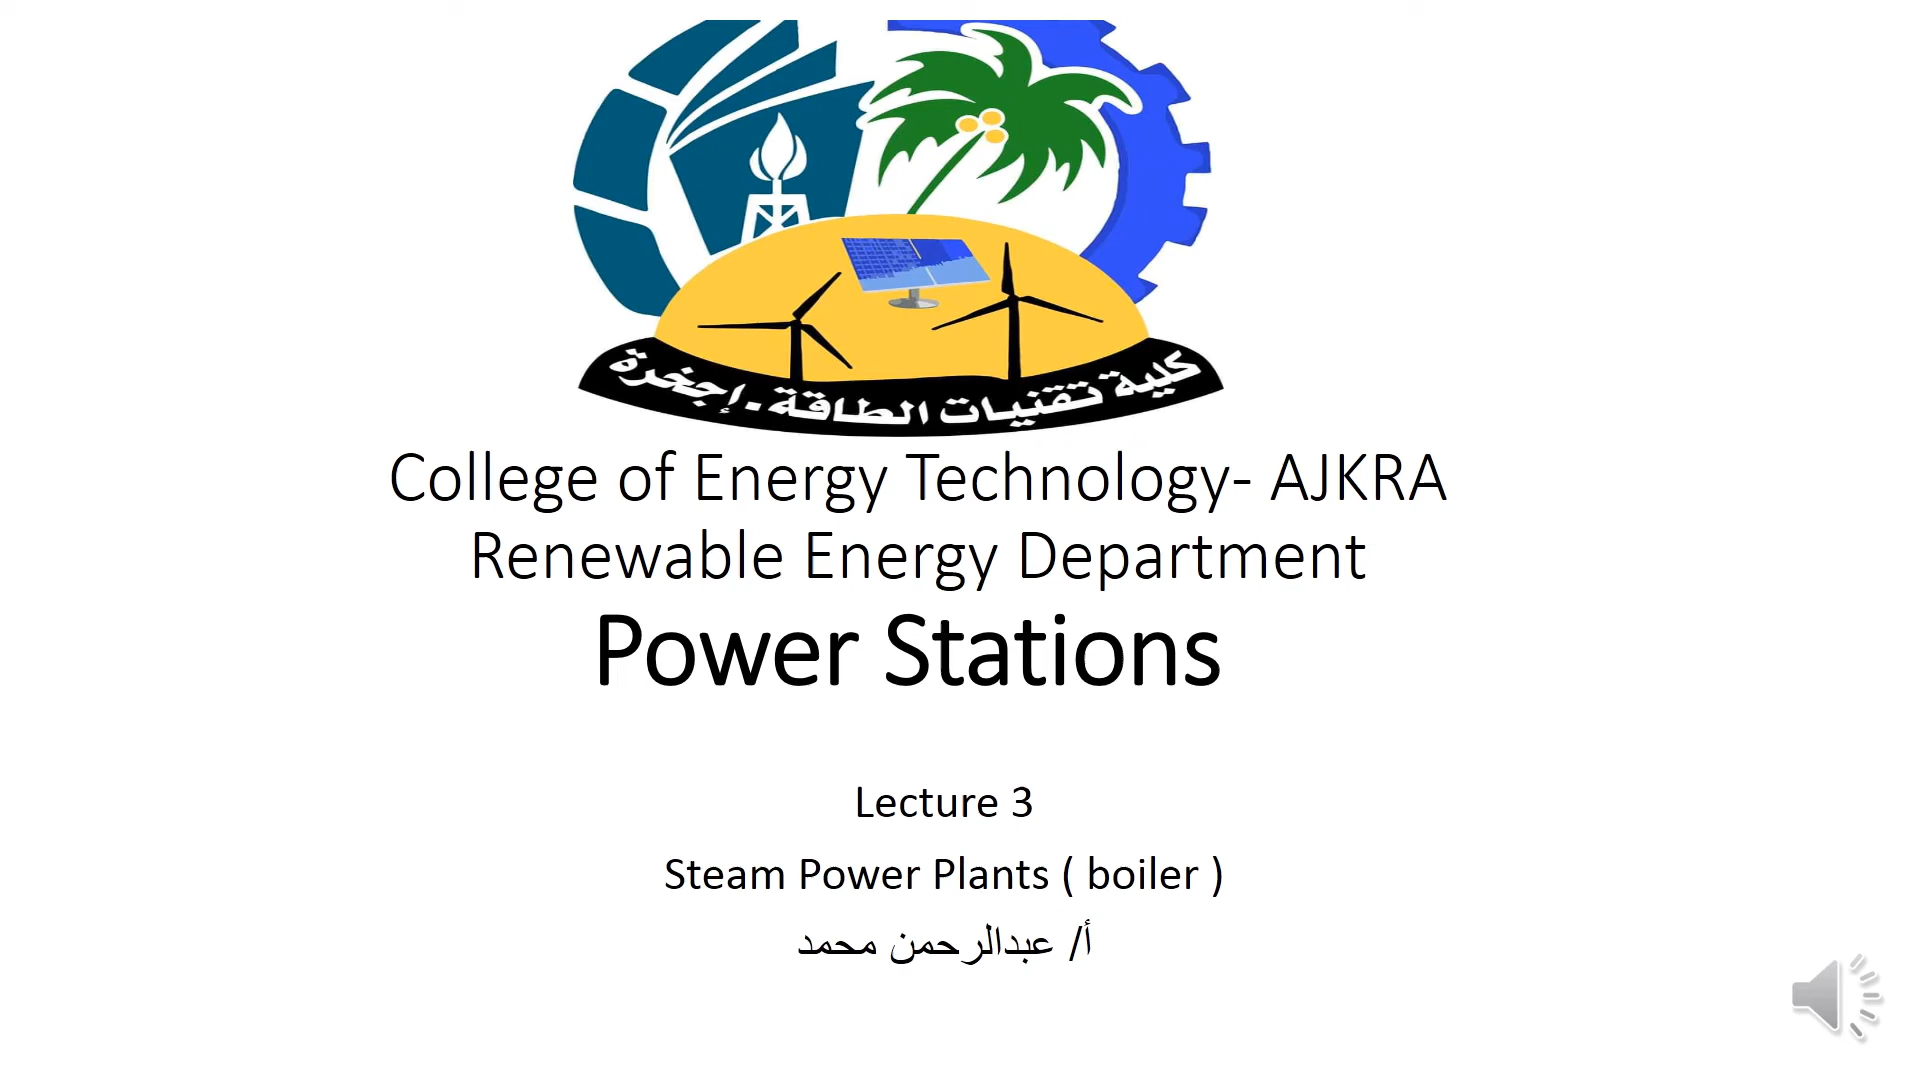 كلية تقنيات الطاقة - إجخرة
College of Energy Technology- AJKRA
Renewable Energy Department
Power Stations
Lecture 3
Steam Power Plants ( boiler )
أ/ عبدالرحمن محمد